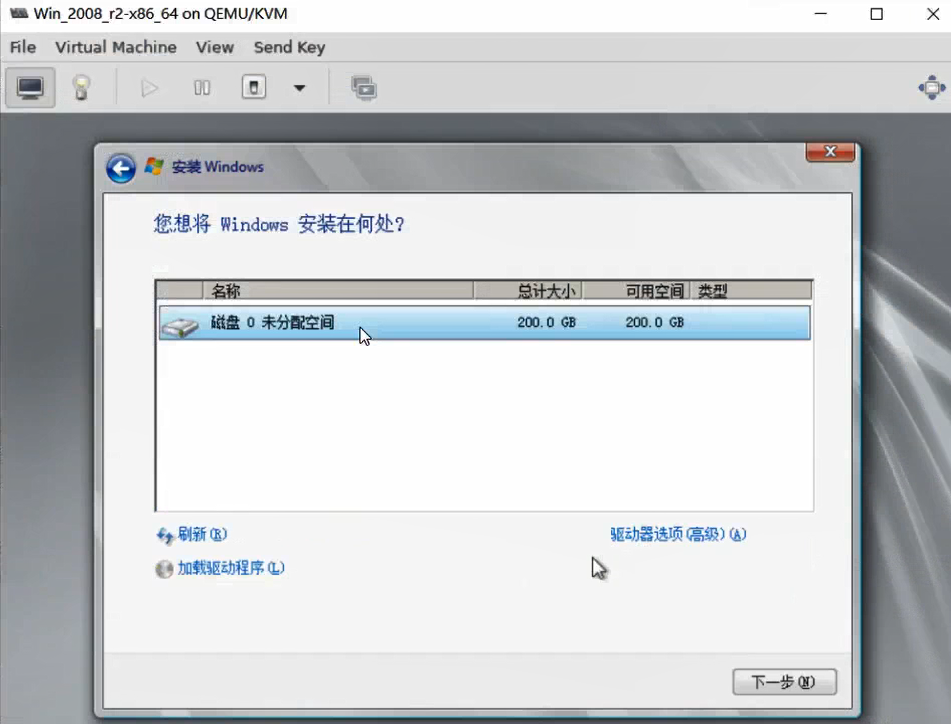 Win_2008_r2-x86_64 on QEMU/KVM
File Virtual Machine View Send Key
安装 Windows
您想将 Windows 安装在何处?
名称 总计大小 可用空间 类型
磁盘 0 未分配空间 200.0 GB 200.0 GB
刷新(R) 驱动器选项(高级)(A)
加载驱动程序(L)
下一步(N)